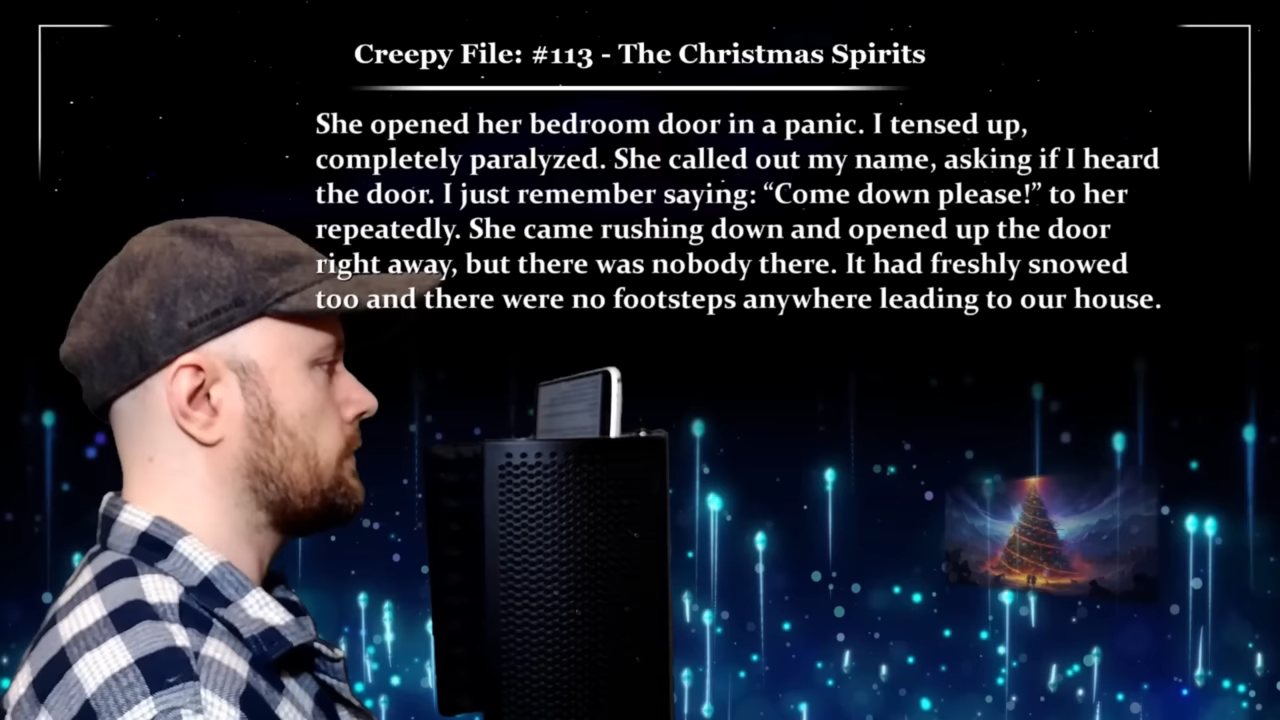 Creepy File: #113 - The Christmas Spirits
She opened her bedroom door in a panic. I tensed up,
completely paralyzed. She called out my name, asking if I heard
the door. I just remember saying: “Come down please!” to her
repeatedly. She came rushing down and opened up the door
right away, but there was nobody there. It had freshly snowed
too and there were no footsteps anywhere leading to our house.